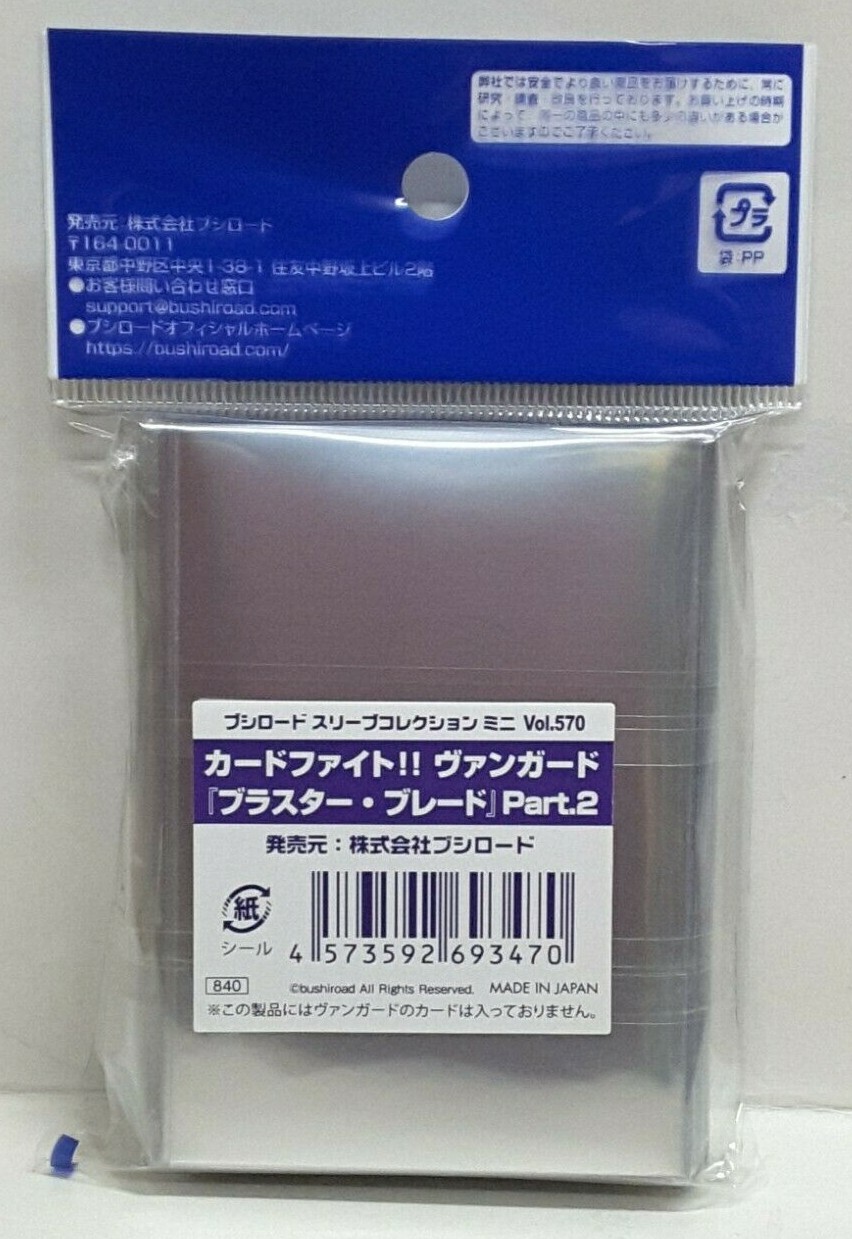 弊社では安全でより良い商品をお届けするために、常に
研究・調査・改良を行っております。お買い上げの時期
によって、同一の商品の中にも多少の違いがある場合が
ございますのでご了承ください。
プラ
袋:PP
発売元:株式会社ブシロード
〒164-0011
東京都中野区中央1-38-1 住友中野坂上ビル2階
●お客様問い合わせ窓口
support@bushiroad.com
●ブシロードオフィシャルホームページ
https://bushiroad.com/
ブシロード スリーブコレクション ミニ Vol.570
カードファイト!! ヴァンガード
『ブラスター・ブレード』Part.2
発売元:株式会社ブシロード
紙
シール
4 573592 693470
840
©bushiroad All Rights Reserved. MADE IN JAPAN
※この製品にはヴァンガードのカードは入っておりません。